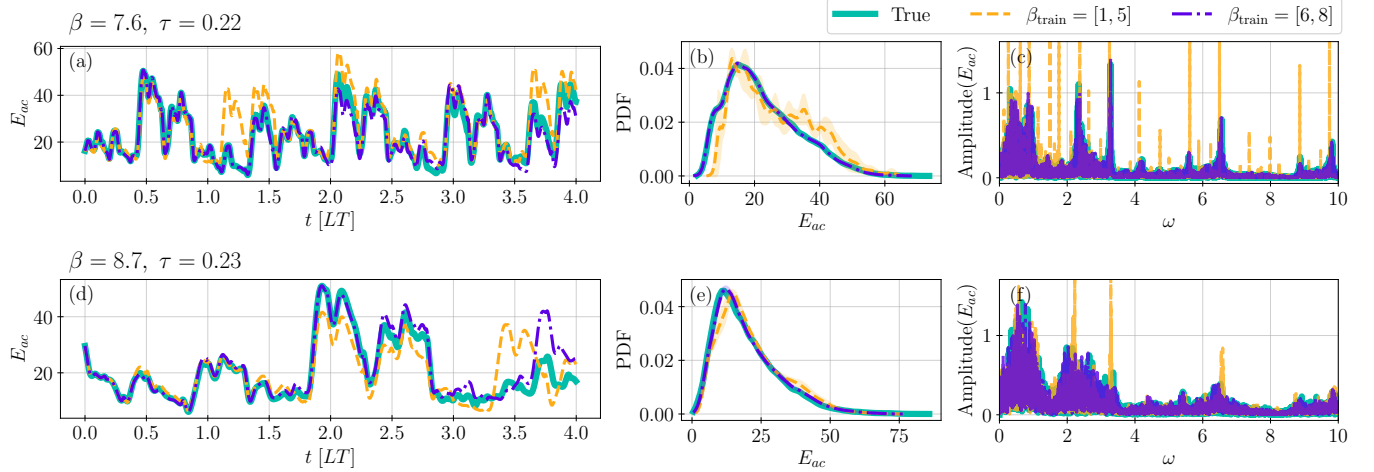 True
β_train = [1, 5]
β_train = [6, 8]
β = 7.6, τ = 0.22
(a)
E_ac
60
40
20
0.0 0.5 1.0 1.5 2.0 2.5 3.0 3.5 4.0
t [LT]
(b)
PDF
0.04
0.02
0.00
0 20 40 60
E_ac
(c)
Amplitude(E_ac)
1
0
0 2 4 6 8 10
ω
β = 8.7, τ = 0.23
(d)
E_ac
40
20
0.0 0.5 1.0 1.5 2.0 2.5 3.0 3.5 4.0
t [LT]
(e)
PDF
0.04
0.02
0.00
0 25 50 75
E_ac
(f)
Amplitude(E_ac)
1
0
0 2 4 6 8 10
ω